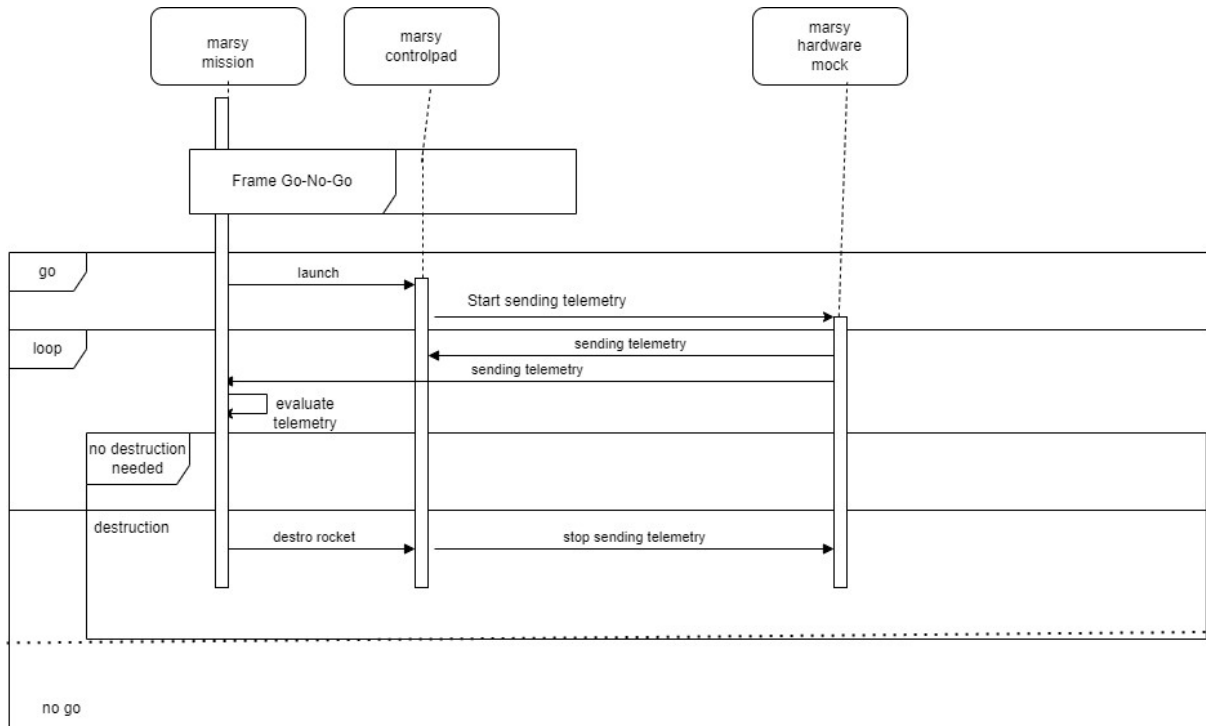 marsy
mission
marsy
controlpad
marsy
hardware
mock
Frame Go-No-Go
go
launch
Start sending telemetry
loop
sending telemetry
sending telemetry
evaluate
telemetry
no destruction
needed
destruction
destro rocket
stop sending telemetry
no go